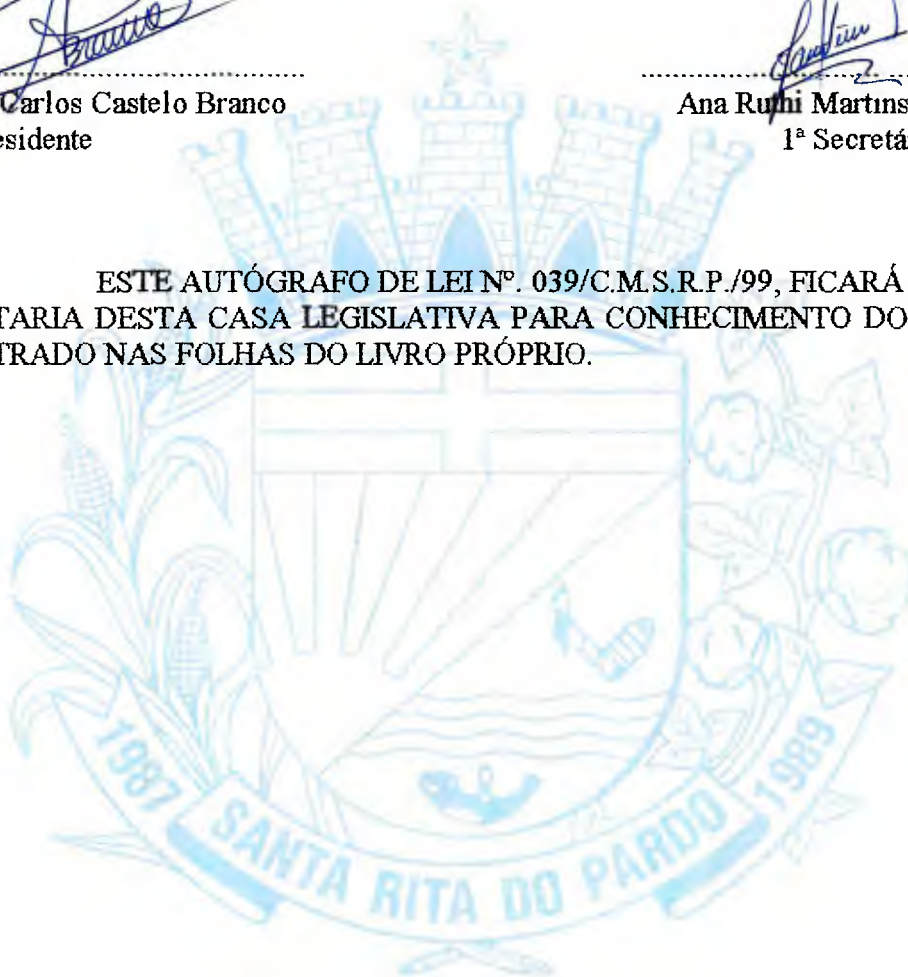 Carlos Castelo Branco
Ana Ruthi Martins
esidente
1ª Secretá
ESTE AUTÓGRAFO DE LEI Nº. 039/C.M.S.R.P./99, FICARÁ
TARIA DESTA CASA LEGISLATIVA PARA CONHECIMENTO DO
TRADO NAS FOLHAS DO LIVRO PRÓPRIO.
1987 SANTA RITA DO PARDO 1989